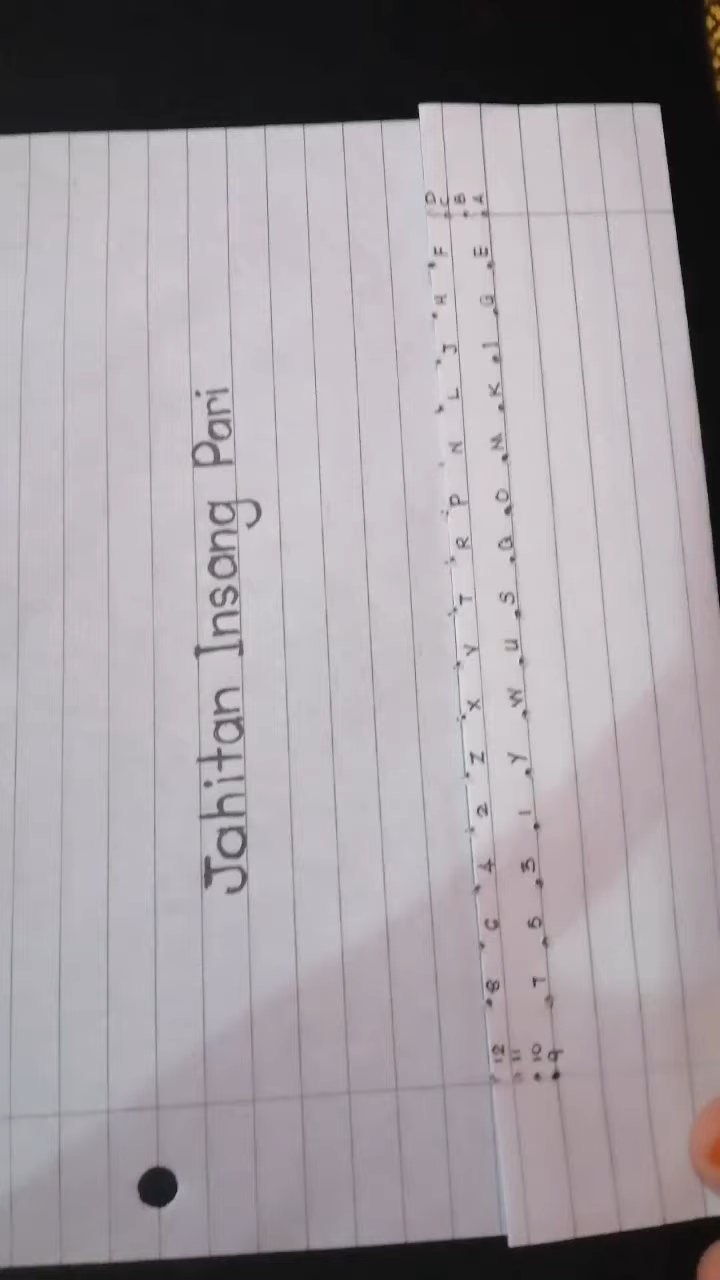 Jahitan Insang Pari
12 8 6 4 2 Z X V T R P N L J H F D
11 C
10 B
9 7 5 3 1 Y W U S Q O M K I G E A